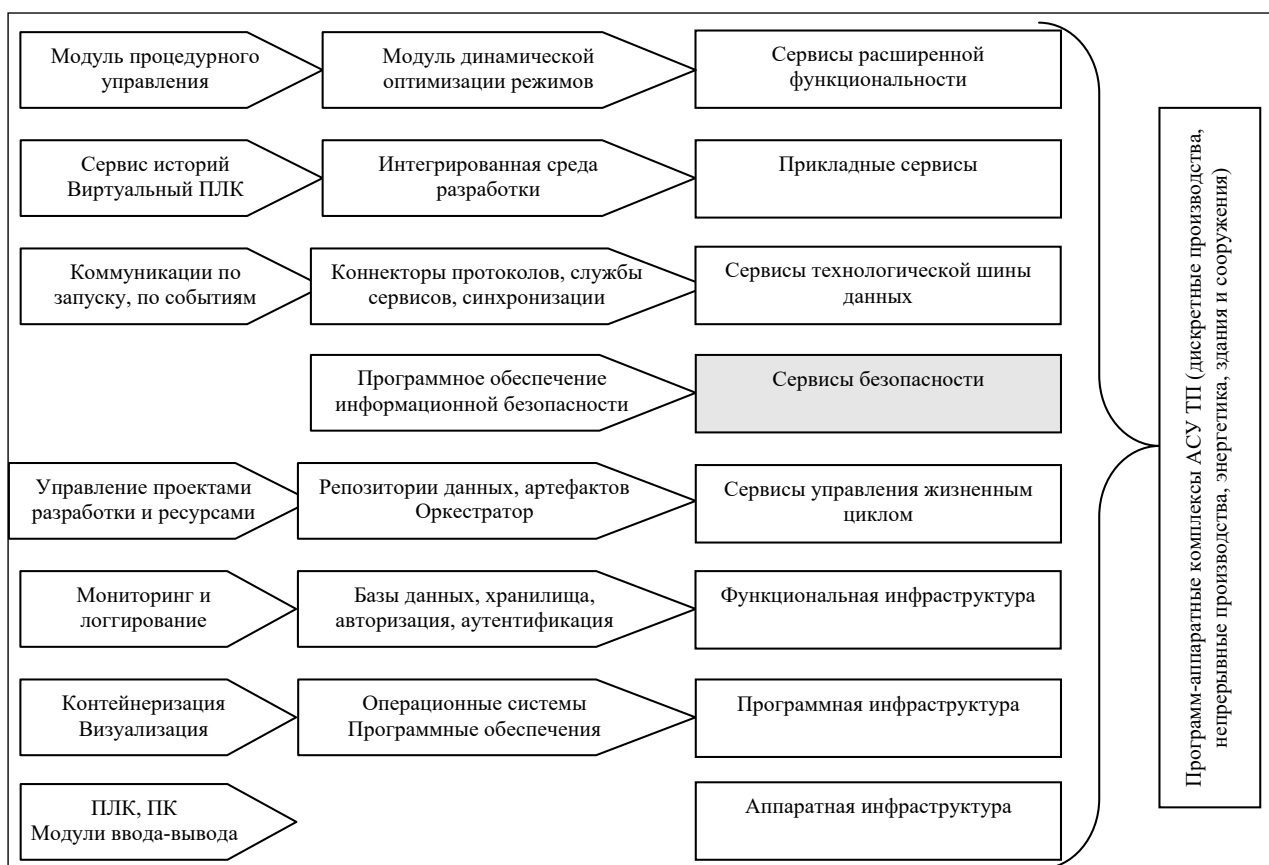 Модуль процедурного
управления
Модуль динамической
оптимизации режимов
Сервисы расширенной
функциональности
Сервис историй
Виртуальный ПЛК
Интегрированная среда
разработки
Прикладные сервисы
Коммуникации по
запуску, по событиям
Коннекторы протоколов, службы
сервисов, синхронизации
Сервисы технологической шины
данных
Программное обеспечение
информационной безопасности
Сервисы безопасности
Управление проектами
разработки и ресурсами
Репозитории данных, артефактов
Оркестратор
Сервисы управления жизненным
циклом
Мониторинг и
логгирование
Базы данных, хранилища,
авторизация, аутентификация
Функциональная инфраструктура
Контейнеризация
Визуализация
Операционные системы
Программные обеспечения
Программная инфраструктура
ПЛК, ПК
Модули ввода-вывода
Аппаратная инфраструктура
Программ-аппаратные комплексы АСУ ТП (дискретные производства,
непрерывные производства, энергетика, здания и сооружения)